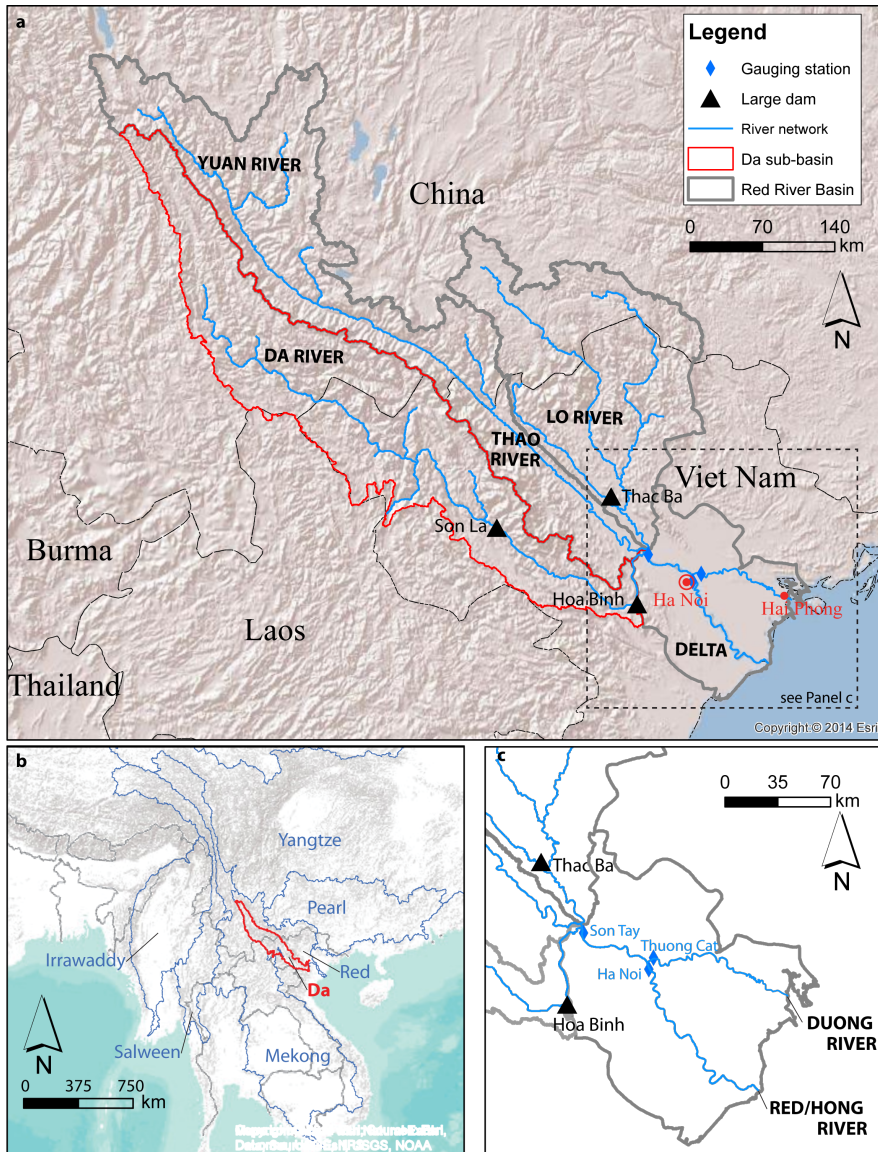 a
Legend
Gauging station
Large dam
River network
Da sub-basin
Red River Basin
0 70 140
km
N
YUAN RIVER
China
DA RIVER
LO RIVER
THAO
RIVER
Viet Nam
Thac Ba
Son La
Burma
Hoa Binh
Ha Noi
Hai Phong
Laos
DELTA
Thailand
see Panel c
Copyright:© 2014 Esri
b
Yangtze
Pearl
Irrawaddy
Red
Da
Salween
Mekong
N
0 375 750
km
NOAA
c
0 35 70
km
N
Thac Ba
Son Tay
Thuong Cat
Ha Noi
Hoa Binh
DUONG
RIVER
RED/HONG
RIVER